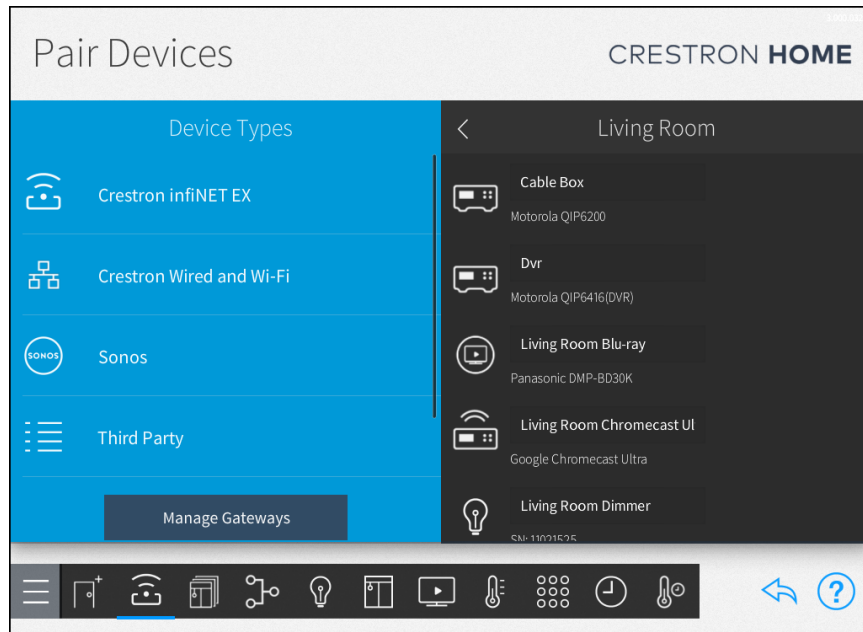 Pair Devices
CRESTRON HOME
Device Types
Crestron infiNET EX
Crestron Wired and Wi-Fi
SONOS
Sonos
Third Party
Manage Gateways
Living Room
Cable Box
Motorola QIP6200
Dvr
Motorola QIP6416(DVR)
Living Room Blu-ray
Panasonic DMP-BD30K
Living Room Chromecast Ul
Google Chromecast Ultra
Living Room Dimmer
SN: 11021525
?